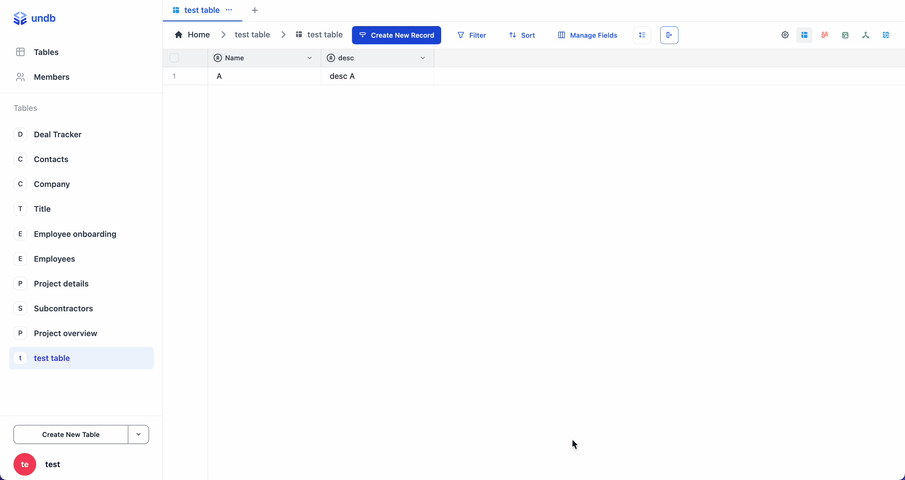 undb
Tables
Members
Tables
D Deal Tracker
C Contacts
C Company
T Title
E Employee onboarding
E Employees
P Project details
S Subcontractors
P Project overview
t test table
Create New Table
te test
test table
Home test table test table Create New Record Filter Sort Manage Fields
Name desc
1 A desc A